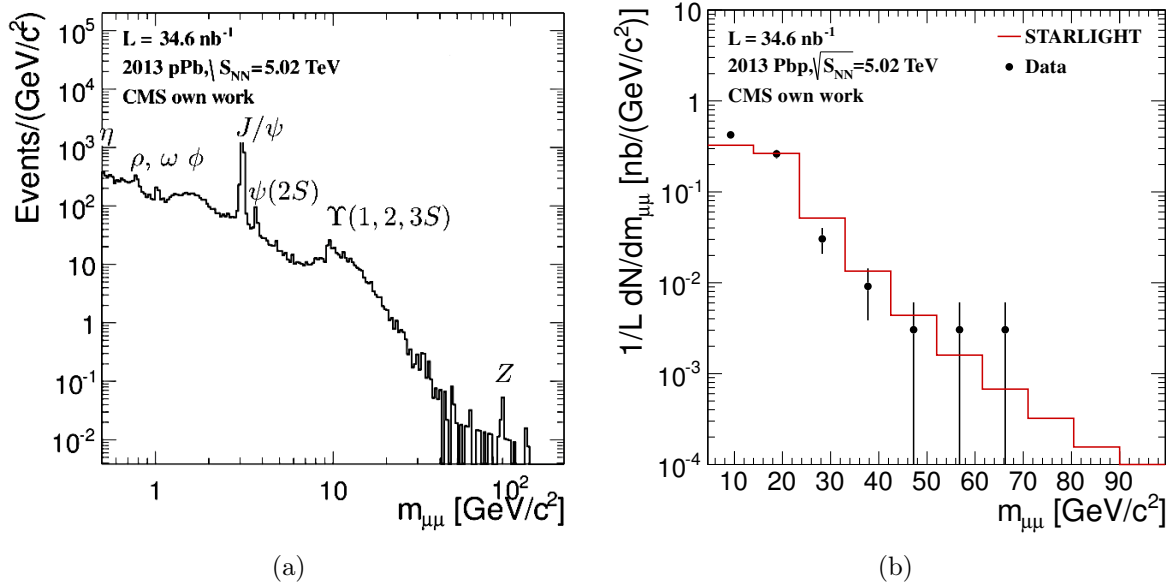 L = 34.6 nb⁻¹
2013 pPb,√S_NN=5.02 TeV
CMS own work
η
ρ, ω ϕ
J/ψ
ψ(2S)
Υ(1, 2, 3S)
Z
Events/(GeV/c²)
10⁵
10⁴
10³
10²
10
1
10⁻¹
10⁻²
1 10 10²
m_μμ [GeV/c²]
(a)
L = 34.6 nb⁻¹
2013 Pbp,√S_NN=5.02 TeV
CMS own work
STARLIGHT
Data
1/L dN/dm_μμ [nb/(GeV/c²)]
10
1
10⁻¹
10⁻²
10⁻³
10⁻⁴
10 20 30 40 50 60 70 80 90
m_μμ [GeV/c²]
(b)